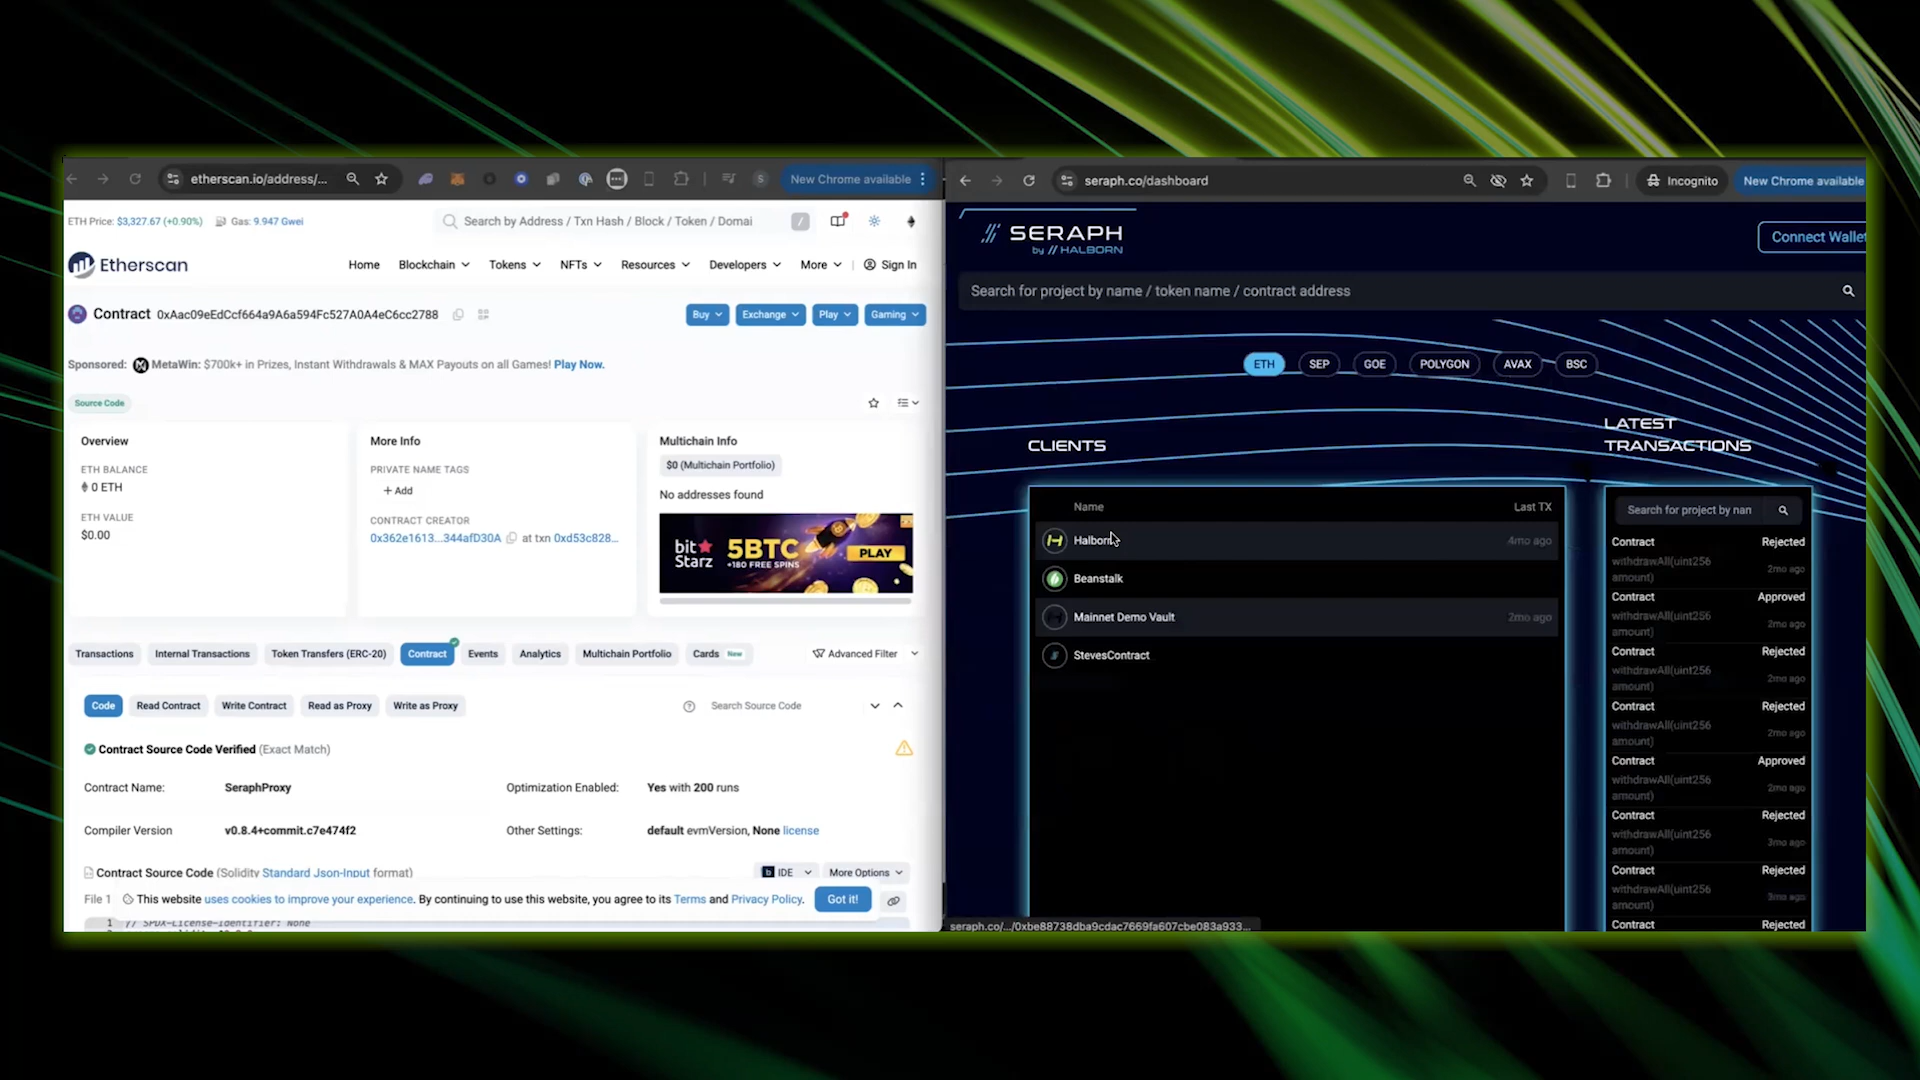 etherscan.io/address/...
New Chrome available
ETH Price: $3,327.67 (+0.90%) Gas: 9.947 Gwei
Search by Address / Txn Hash / Block / Token / Domai
/
Etherscan
Home Blockchain Tokens NFTs Resources Developers More Sign In
Contract 0xAac09eEdCcf664a9A6a594Fc527A0A4eC6cc2788
Buy Exchange Play Gaming
Sponsored: MetaWin: $700k+ in Prizes, Instant Withdrawals & MAX Payouts on all Games! Play Now.
Source Code
Overview
ETH BALANCE
0 ETH
ETH VALUE
$0.00
More Info
PRIVATE NAME TAGS
+ Add
CONTRACT CREATOR
0x362e1613...344afD30A at txn 0xd53c828...
Multichain Info
$0 (Multichain Portfolio)
No addresses found
bit Starz
5BTC
+180 FREE SPINS
PLAY
Transactions Internal Transactions Token Transfers (ERC-20) Contract Events Analytics Multichain Portfolio Cards New Advanced Filter
Code Read Contract Write Contract Read as Proxy Write as Proxy Search Source Code
Contract Source Code Verified (Exact Match)
Contract Name: SeraphProxy
Optimization Enabled: Yes with 200 runs
Compiler Version v0.8.4+commit.c7e474f2
Other Settings: default evmVersion, None license
Contract Source Code (Solidity Standard Json-Input format)
IDE More Options
File 1
This website uses cookies to improve your experience. By continuing to use this website, you agree to its Terms and Privacy Policy. Got it!
1 // SPDX-License-Identifier: None
seraph.co/dashboard
Incognito
New Chrome available
SERAPH
by // HALBORN
Connect Wallet
Search for project by name / token name / contract address
ETH SEP GOE POLYGON AVAX BSC
CLIENTS
Name Last TX
Halborn 4mo ago
Beanstalk
Mainnet Demo Vault 2mo ago
StevesContract
LATEST
TRANSACTIONS
Search for project by nan
Contract Rejected
withdrawAll(uint256 amount) 2mo ago
Contract Approved
withdrawAll(uint256 amount) 2mo ago
Contract Rejected
withdrawAll(uint256 amount) 2mo ago
Contract Rejected
withdrawAll(uint256 amount) 2mo ago
Contract Approved
withdrawAll(uint256 amount) 2mo ago
Contract Rejected
withdrawAll(uint256 amount) 3mo ago
Contract Rejected
withdrawAll(uint256 amount) 3mo ago
Contract Rejected
seraph.co/.../0xbe88738dba9cdac7669fa607cbe083a933...